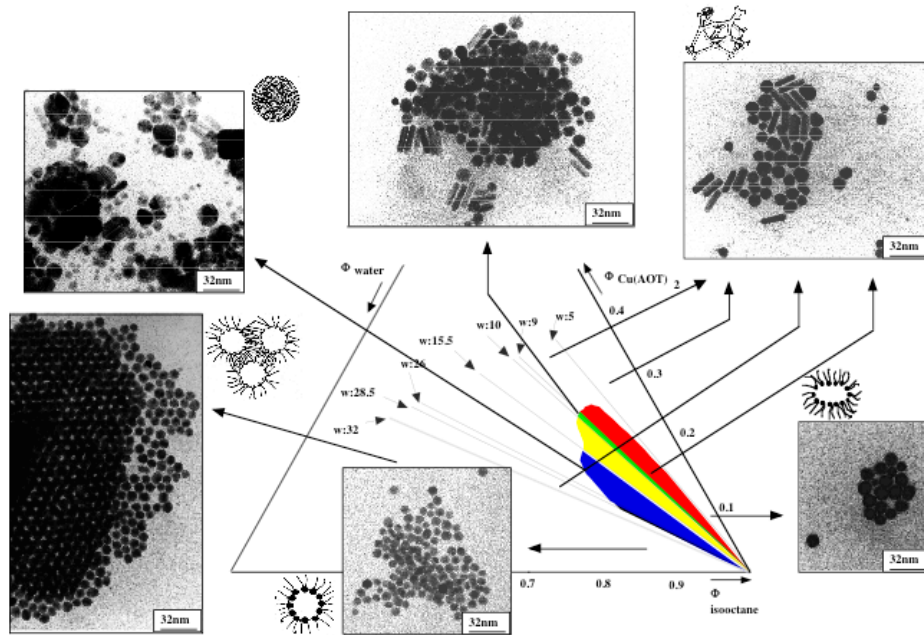 32nm
32nm
32nm
Φ
water
Φ
Cu(AOT)
2
0.4
w:5
w:9
w:10
w:15.5
w:26
w:28.5
w:32
0.3
0.2
0.1
32nm
32nm
32nm
0.7
0.8
0.9
Φ
isooctane